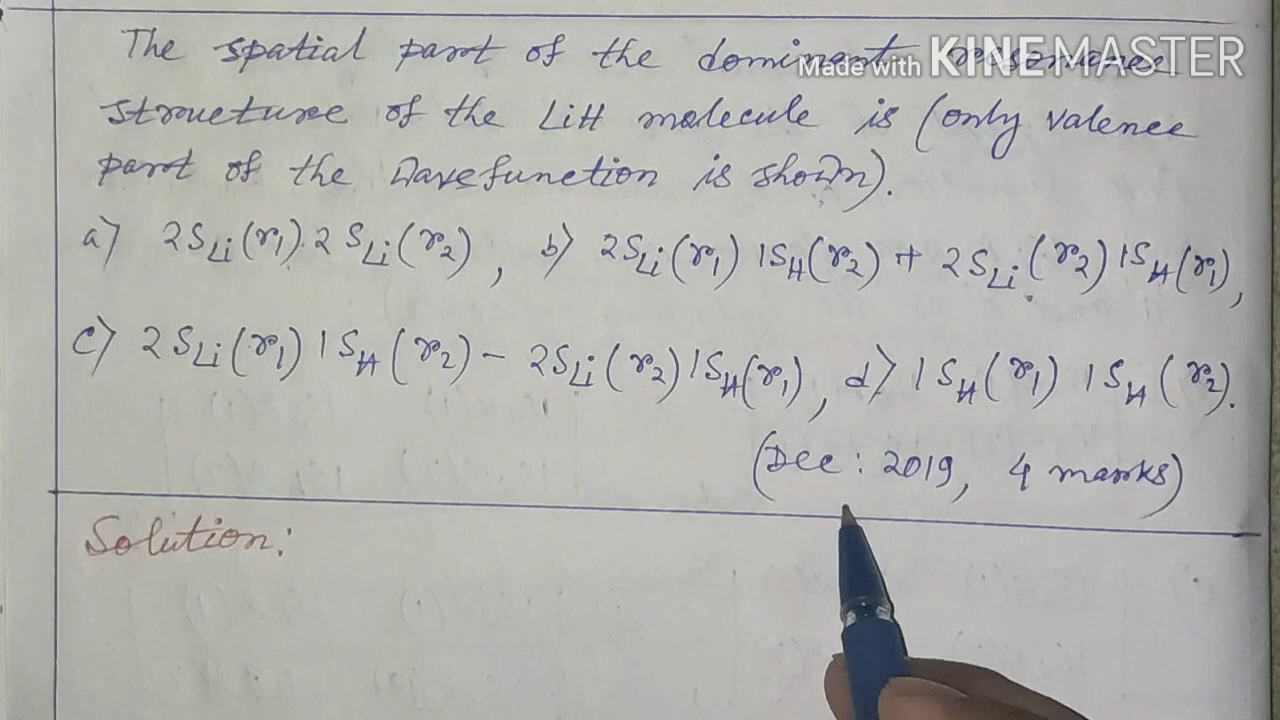 The spatial part of the dominant resonance
Made with KINEMASTER
structure of the LiH molecule is (only valence
part of the wavefunction is shown).
a) 2S_Li(r₁).2S_Li(r₂), b) 2S_Li(r₁) 1S_H(r₂) + 2S_Li(r₂) 1S_H(r₁),
c) 2S_Li(r₁) 1S_H(r₂) - 2S_Li(r₂) 1S_H(r₁), d) 1S_H(r₁) 1S_H(r₂).
(Dec: 2019, 4 marks)
Solution: